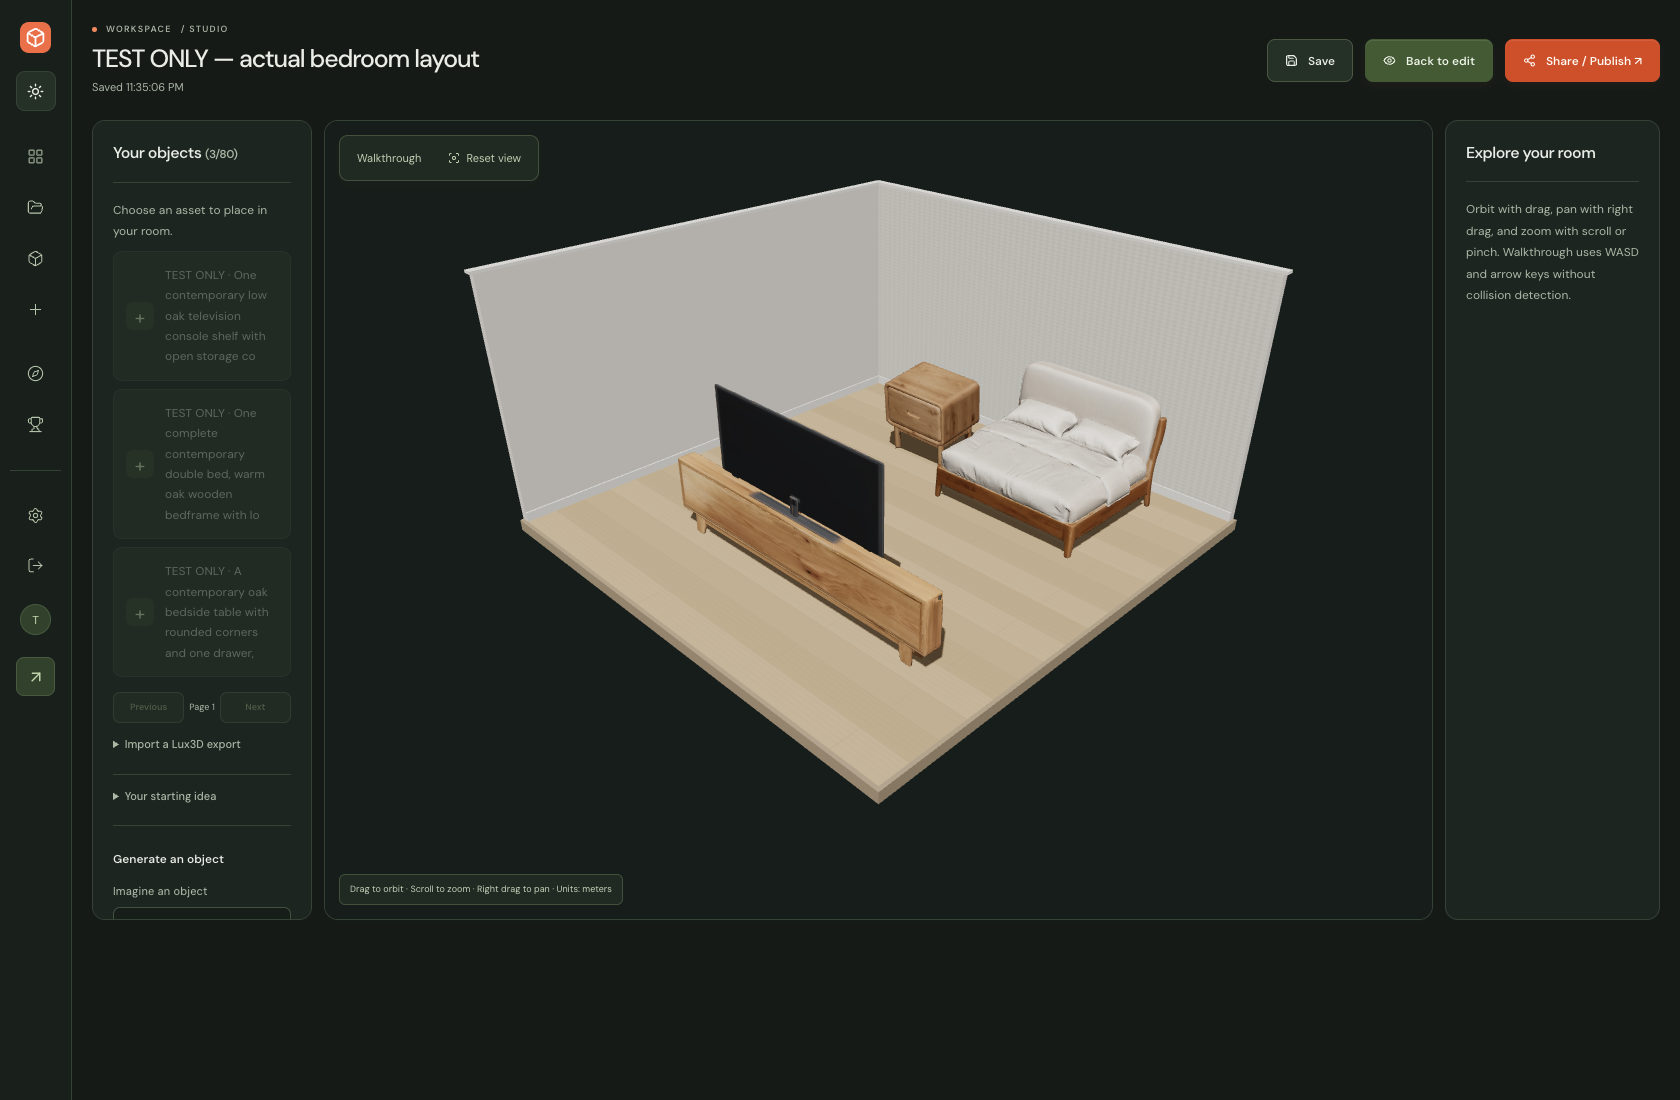 WORKSPACE / STUDIO
TEST ONLY — actual bedroom layout
Saved 11:35:06 PM
Save
Back to edit
Share / Publish ↗
Your objects (3/80)
Choose an asset to place in
your room.
TEST ONLY · One
contemporary low
oak television
console shelf with
open storage co
TEST ONLY · One
complete
contemporary
double bed, warm
oak wooden
bedframe with lo
TEST ONLY · A
contemporary oak
bedside table with
rounded corners
and one drawer,
Previous
Page 1
Next
Import a Lux3D export
Your starting idea
Generate an object
Imagine an object
T
Walkthrough
Reset view
Drag to orbit · Scroll to zoom · Right drag to pan · Units: meters
Explore your room
Orbit with drag, pan with right
drag, and zoom with scroll or
pinch. Walkthrough uses WASD
and arrow keys without
collision detection.